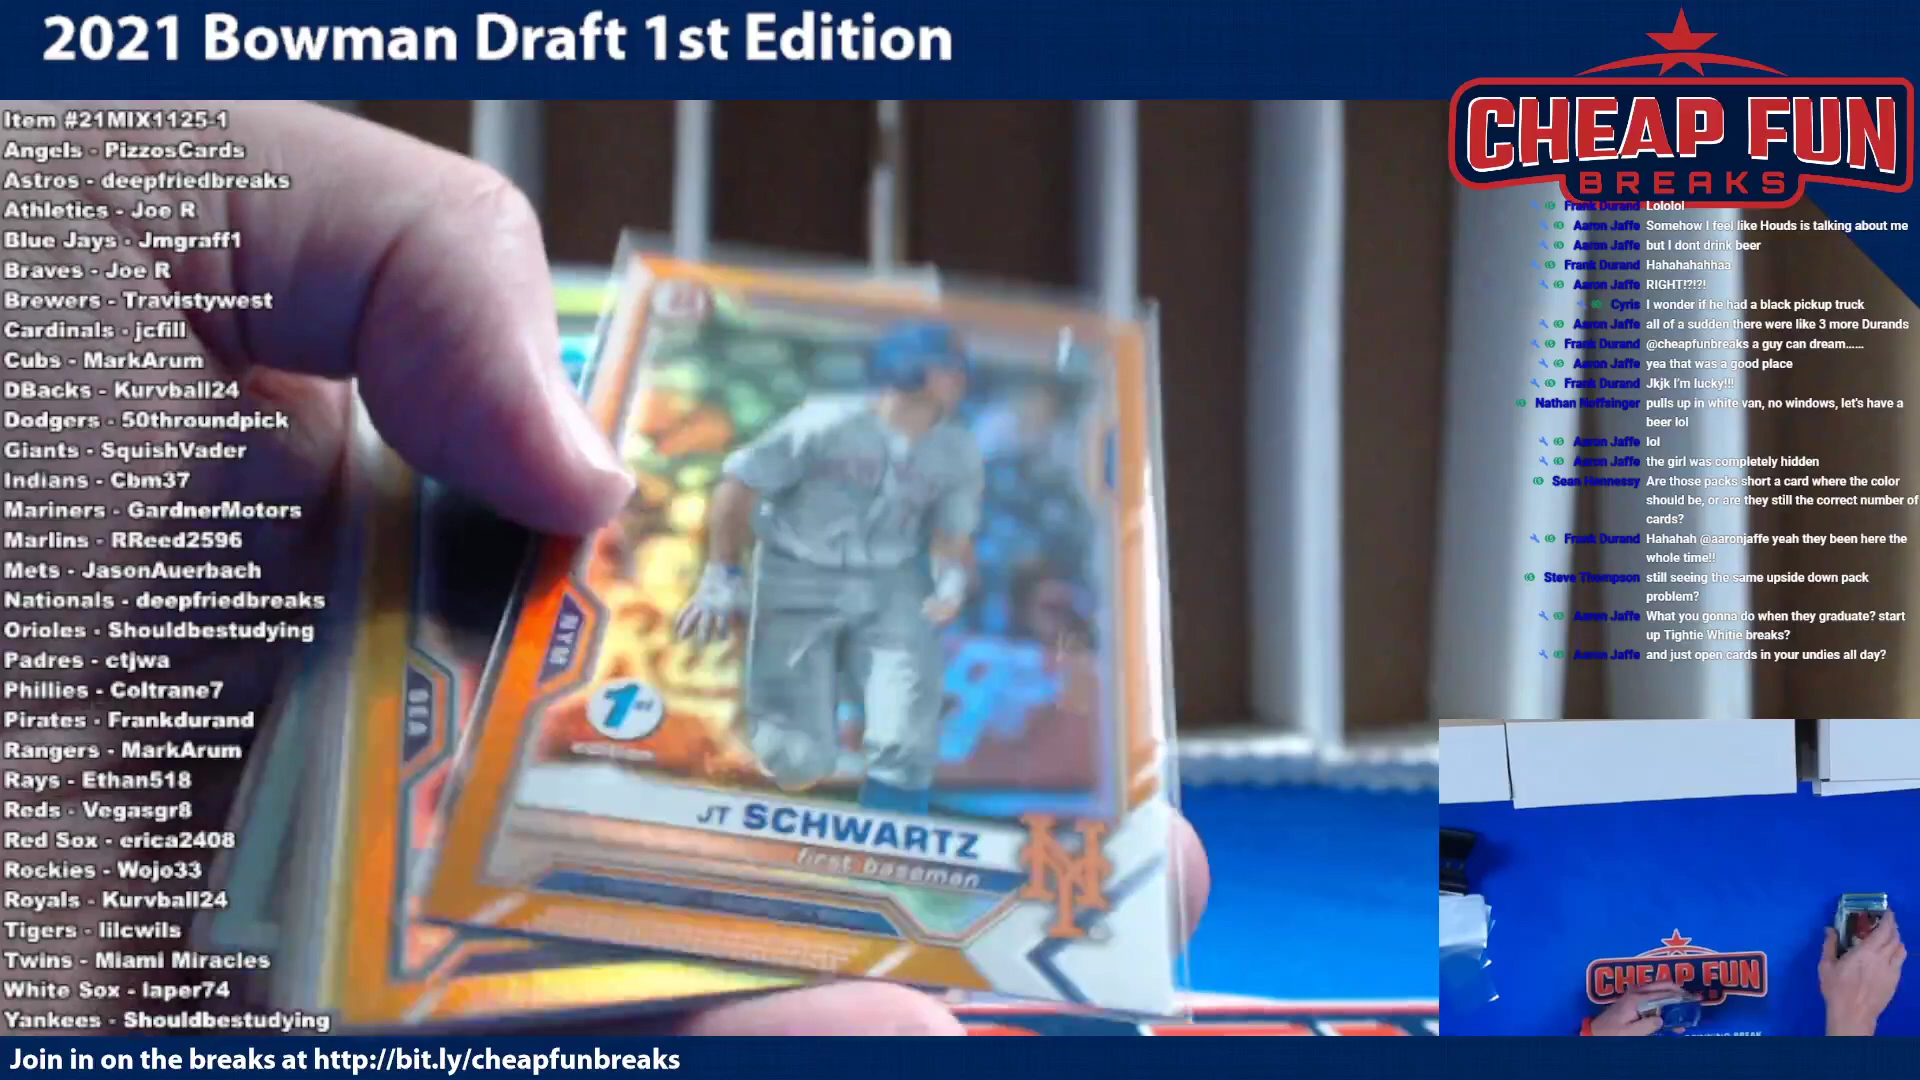 2021 Bowman Draft 1st Edition
CHEAP FUN
BREAKS
Item #21MIX1125-1
Angels - PizzosCards
Astros - deepfriedbreaks
Athletics - Joe R
Blue Jays - Jmgraff1
Braves - Joe R
Brewers - Travistywest
Cardinals - jcfill
Cubs - MarkArum
DBacks - Kurvball24
Dodgers - 50throundpick
Giants - SquishVader
Indians - Cbm37
Mariners - GardnerMotors
Marlins - RReed2596
Mets - JasonAuerbach
Nationals - deepfriedbreaks
Orioles - Shouldbestudying
Padres - ctjwa
Phillies - Coltrane7
Pirates - Frankdurand
Rangers - MarkArum
Rays - Ethan518
Reds - Vegasgr8
Red Sox - erica2408
Rockies - Wojo33
Royals - Kurvball24
Tigers - lilcwils
Twins - Miami Miracles
White Sox - laper74
Yankees - Shouldbestudying
NYM
SEA
1st
JT SCHWARTZ
first baseman
NY
Frank Durand Lololol
Aaron Jaffe Somehow I feel like Houds is talking about me
Aaron Jaffe but I dont drink beer
Frank Durand Hahahahahhaa
Aaron Jaffe RIGHT!?!?!
Cyris I wonder if he had a black pickup truck
Aaron Jaffe all of a sudden there were like 3 more Durands
Frank Durand @cheapfunbreaks a guy can dream......
Aaron Jaffe yea that was a good place
Frank Durand Jkjk I'm lucky!!!
Nathan Noffsinger pulls up in white van, no windows, let's have a
beer lol
Aaron Jaffe lol
Aaron Jaffe the girl was completely hidden
Sean Hennessy Are those packs short a card where the color
should be, or are they still the correct number of
cards?
Frank Durand Hahahah @aaronjaffe yeah they been here the
whole time!!
Steve Thompson still seeing the same upside down pack
problem?
Aaron Jaffe What you gonna do when they graduate? start
up Tightie Whitie breaks?
Aaron Jaffe and just open cards in your undies all day?
CHEAP FUN
Join in on the breaks at http://bit.ly/cheapfunbreaks